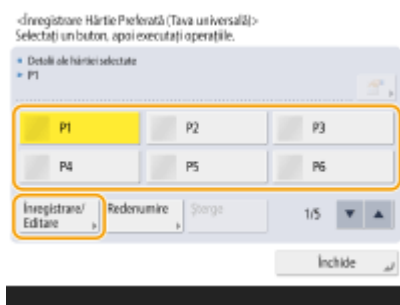 <Înregistrare Hârtie Preferată (Tava universală)>
Selectați un buton, apoi executați operațiile.
Detalii ale hârtiei selectate
P1
P1
P2
P3
P4
P5
P6
Înregistrare/
Editare
Redenumire
Șterge
1/5
Închide